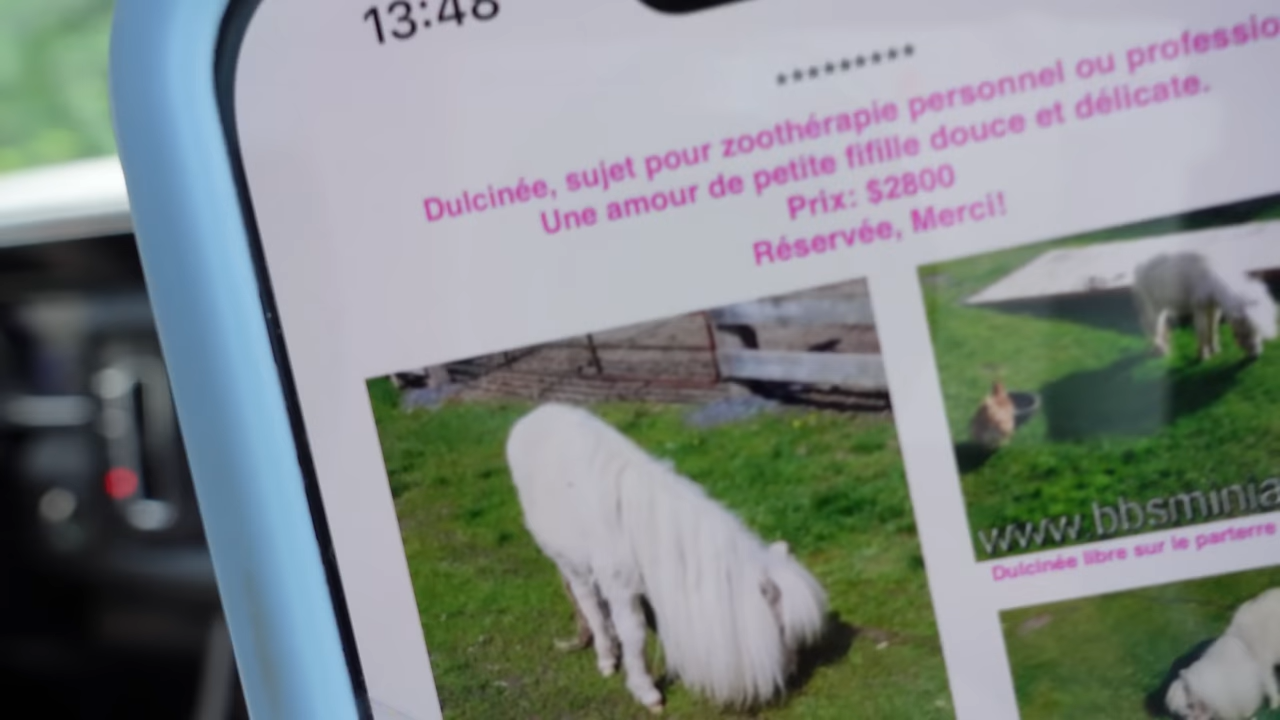 13:48
*********
Dulcinée, sujet pour zoothérapie personnel ou professio
Une amour de petite fifille douce et délicate.
Prix: $2800
Réservée, Merci!
www.bbsminia
Dulcinée libre sur le parterre